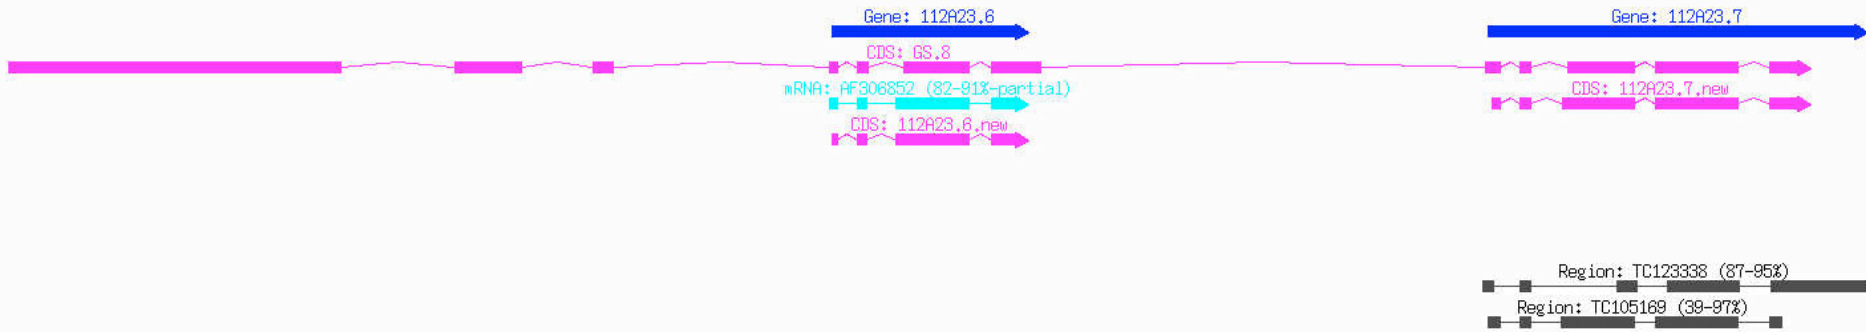 Gene: 112A23.6
Gene: 112A23.7
CDS: GS.8
mRNA: AF306852 (82-91%-partial)
CDS: 112A23.7.new
CDS: 112A23.6.new
Region: TC123338 (87-95%)
Region: TC105169 (39-97%)